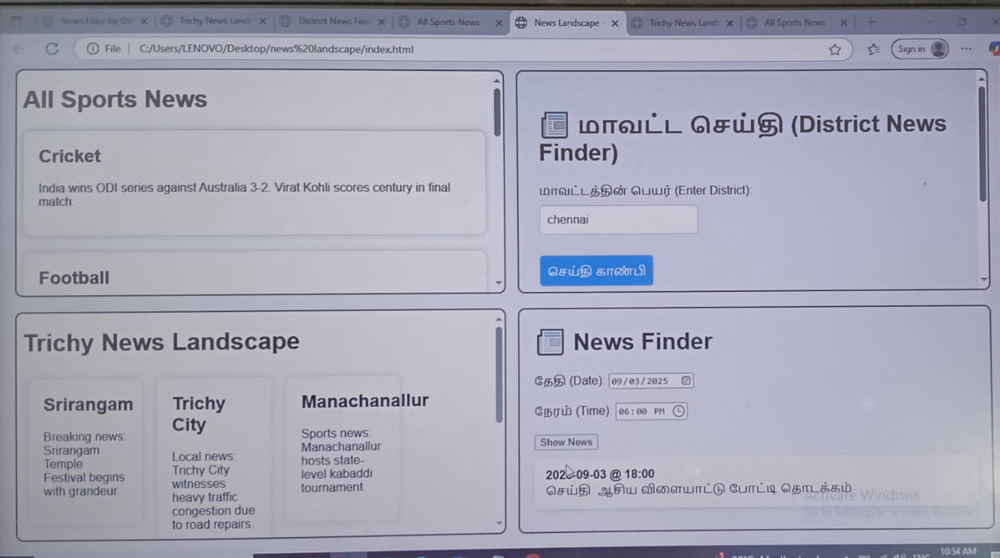 News Filter by Da
Trichy News Land
District News Find
All Sports News
News Landscape -
Trichy News Land
All Sports News
File
C:/Users/LENOVO/Desktop/news%20landscape/index.html
Sign in
All Sports News
Cricket
India wins ODI series against Australia 3-2. Virat Kohli scores century in final
match.
Football
📰 மாவட்ட செய்தி (District News
Finder)
மாவட்டத்தின் பெயர் (Enter District):
chennai
செய்தி காண்பி
Trichy News Landscape
Srirangam
Breaking news:
Srirangam
Temple
Festival begins
with grandeur.
Trichy
City
Local news:
Trichy City
witnesses
heavy traffic
congestion due
to road repairs.
Manachanallur
Sports news:
Manachanallur
hosts state-
level kabaddi
tournament.
📰 News Finder
தேதி (Date): 09/03/2025
நேரம் (Time): 06:00 PM
Show News
2025-09-03 @ 18:00
செய்தி: ஆசிய விளையாட்டு போட்டி தொடக்கம்
Activate Windows
Go to Settings to activate
ENG
10:54 AM